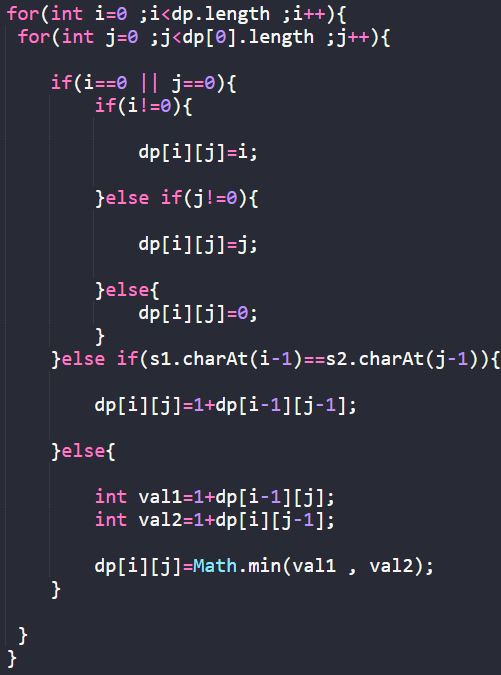 for(int i=0 ;i<dp.length ;i++){
for(int j=0 ;j<dp[0].length ;j++){
if(i==0 || j==0){
if(i!=0){
dp[i][j]=i;
}else if(j!=0){
dp[i][j]=j;
}else{
dp[i][j]=0;
}
}else if(s1.charAt(i-1)==s2.charAt(j-1)){
dp[i][j]=1+dp[i-1][j-1];
}else{
int val1=1+dp[i-1][j];
int val2=1+dp[i][j-1];
dp[i][j]=Math.min(val1 , val2);
}
}
}